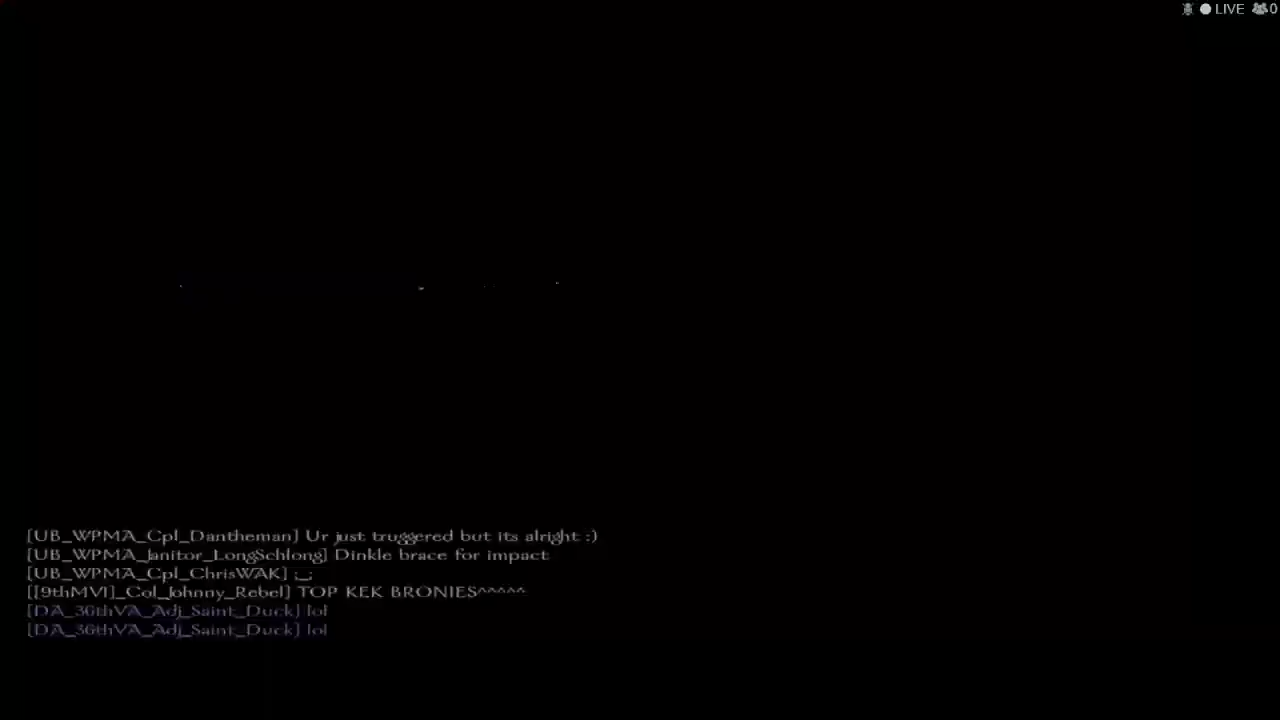 LIVE 0
[UB_WPMA_Cpl_Dantheman] Ur just truggered but its alright :)
[UB_WPMA_Janitor_LongSchlong] Dinkle brace for impact
[UB_WPMA_Cpl_ChrisWAK] ;_;
[[9thMVI]_Col_Johnny_Rebel] TOP KEK BRONIES^^^^^
[DA_36thVA_Adj_Saint_Duck] lol
[DA_36thVA_Adj_Saint_Duck] lol